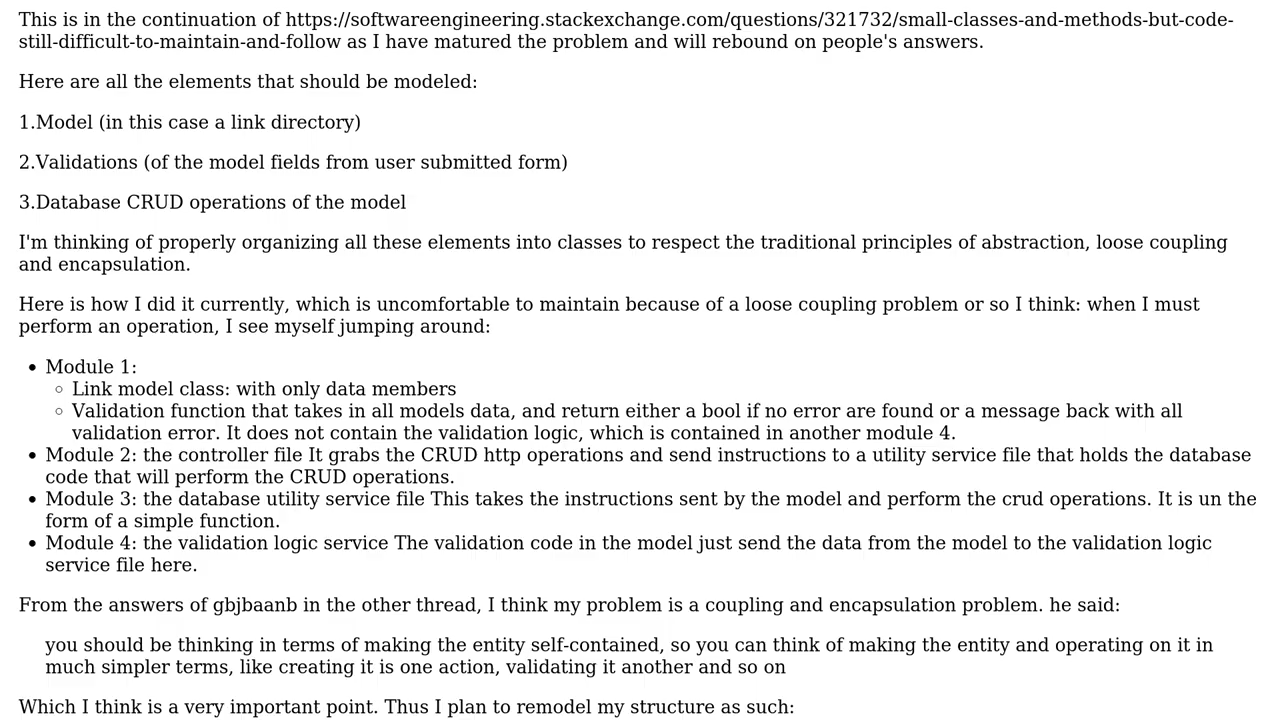 This is in the continuation of https://softwareengineering.stackexchange.com/questions/321732/small-classes-and-methods-but-code-
still-difficult-to-maintain-and-follow as I have matured the problem and will rebound on people's answers.
Here are all the elements that should be modeled:
1.Model (in this case a link directory)
2.Validations (of the model fields from user submitted form)
3.Database CRUD operations of the model
I'm thinking of properly organizing all these elements into classes to respect the traditional principles of abstraction, loose coupling
and encapsulation.
Here is how I did it currently, which is uncomfortable to maintain because of a loose coupling problem or so I think: when I must
perform an operation, I see myself jumping around:
• Module 1:
◦ Link model class: with only data members
◦ Validation function that takes in all models data, and return either a bool if no error are found or a message back with all
validation error. It does not contain the validation logic, which is contained in another module 4.
• Module 2: the controller file It grabs the CRUD http operations and send instructions to a utility service file that holds the database
code that will perform the CRUD operations.
• Module 3: the database utility service file This takes the instructions sent by the model and perform the crud operations. It is un the
form of a simple function.
• Module 4: the validation logic service The validation code in the model just send the data from the model to the validation logic
service file here.
From the answers of gbjbaanb in the other thread, I think my problem is a coupling and encapsulation problem. he said:
you should be thinking in terms of making the entity self-contained, so you can think of making the entity and operating on it in
much simpler terms, like creating it is one action, validating it another and so on
Which I think is a very important point. Thus I plan to remodel my structure as such: